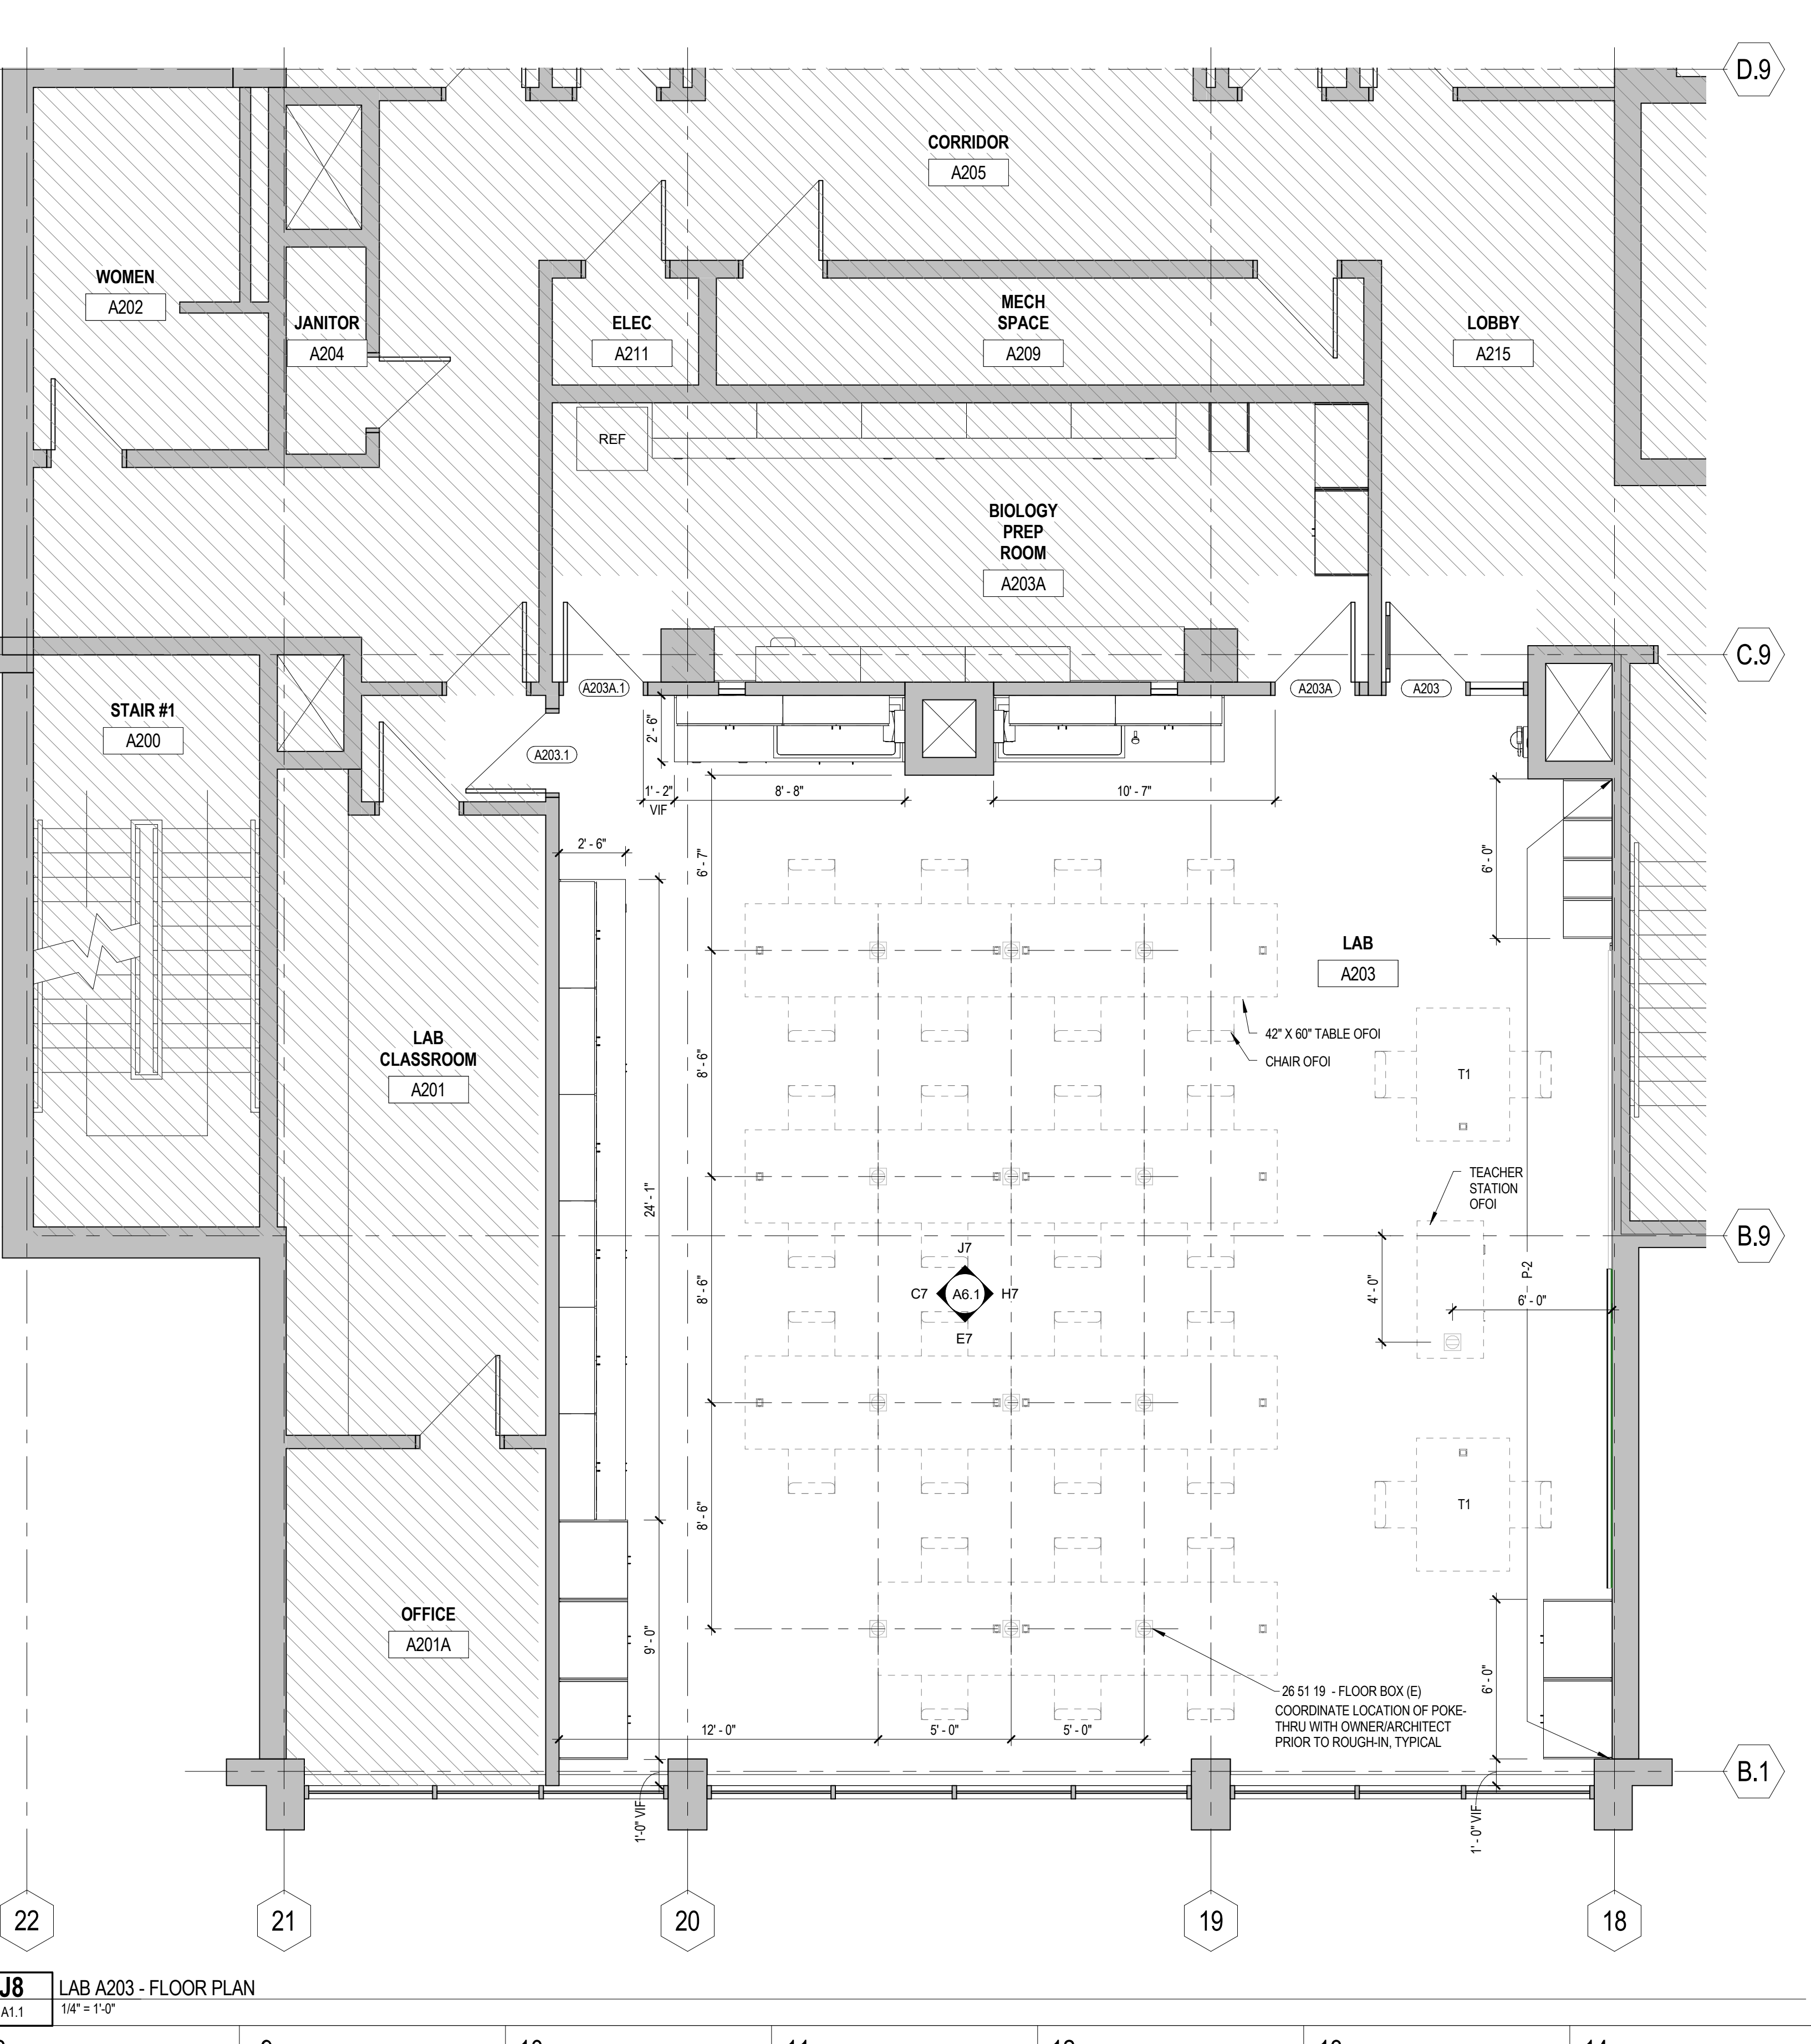 D.9
CORRIDOR
A205
WOMEN
A202
JANITOR
A204
ELEC
A211
MECH
SPACE
A209
LOBBY
A215
REF
BIOLOGY
PREP
ROOM
A203A
C.9
A203A.1
A203A
A203
STAIR #1
A200
A203.1
2' - 6"
1' - 2"
VIF
8' - 8"
10' - 7"
2' - 6"
6' - 7"
6' - 0"
LAB
A203
42" X 60" TABLE OFOI
CHAIR OFOI
LAB
CLASSROOM
A201
8' - 6"
T1
TEACHER
STATION
OFOI
24' - 1"
B.9
J7
C7
A6.1
H7
E7
8' - 6"
4' - 0"
P-2
6' - 0"
8' - 6"
T1
OFFICE
A201A
9' - 0"
6' - 0"
26 51 19 - FLOOR BOX (E)
COORDINATE LOCATION OF POKE-
THRU WITH OWNER/ARCHITECT
PRIOR TO ROUGH-IN, TYPICAL
12' - 0"
5' - 0"
5' - 0"
B.1
1'-0" VIF
1' - 0" VIF
22
21
20
19
18
J8
LAB A203 - FLOOR PLAN
A1.1
1/4" = 1'-0"